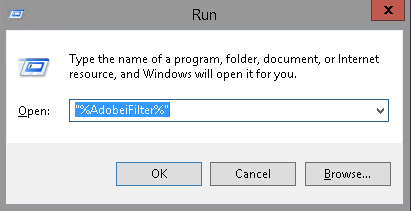 Run
x
Type the name of a program, folder, document, or Internet
resource, and Windows will open it for you.
Open: "%AdobeiFilter%"
OK Cancel Browse...